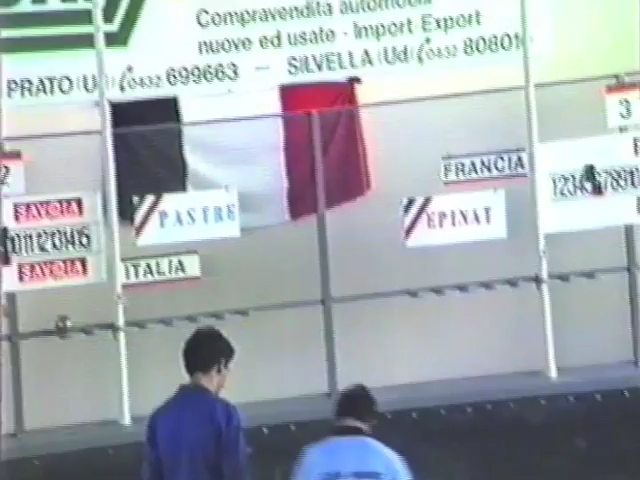 Compravendita automobili
nuove ed usate - Import Export
PRATO (Ud) 0432 699663 - SILVELLA (Ud) 0432 80801
3
FRANCIA
2
SAVOIA
PASTRE
EPINAT
SAVOIA
ITALIA